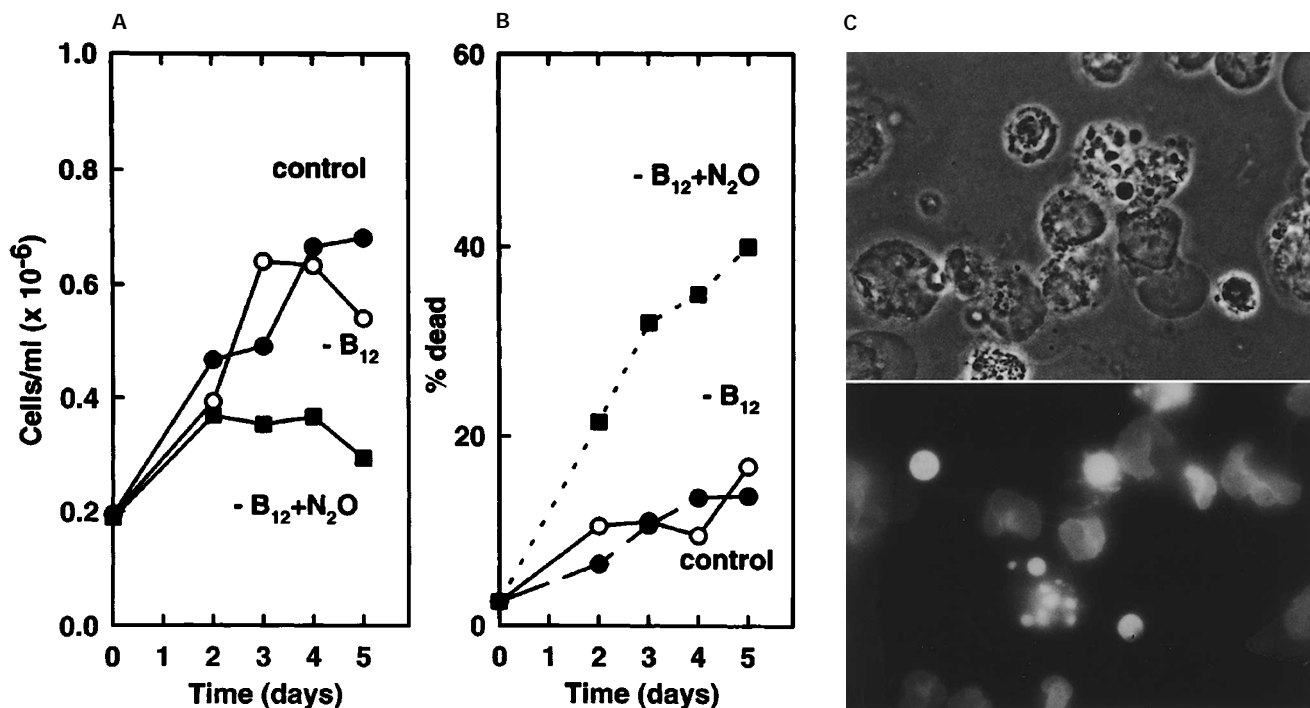 A
B
C
1.0
0.8
0.6
0.4
0.2
0.0
Cells/ml (x 10⁻⁶)
control
- B₁₂
- B₁₂+N₂O
0 1 2 3 4 5
Time (days)
60
40
20
0
% dead
- B₁₂+N₂O
- B₁₂
control
0 1 2 3 4 5
Time (days)